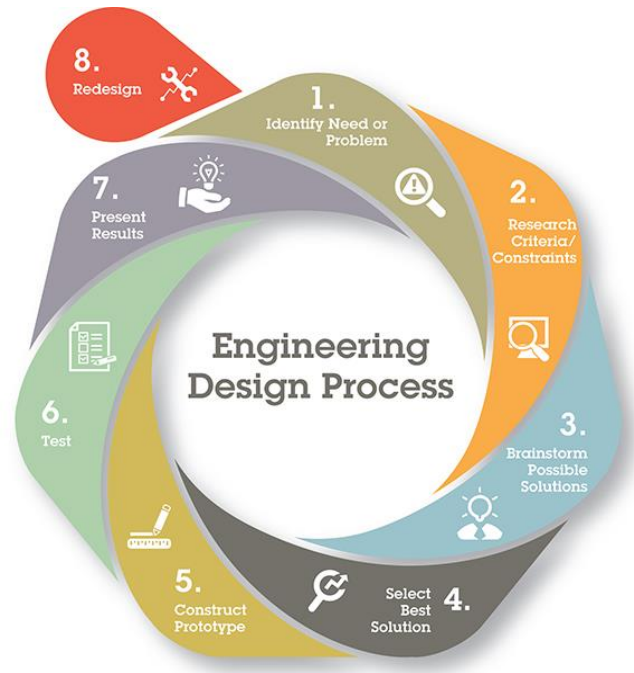 Engineering
Design Process
1.
Identify Need or
Problem
2.
Research
Criteria/
Constraints
3.
Brainstorm
Possible
Solutions
4.
Select
Best
Solution
5.
Construct
Prototype
6.
Test
7.
Present
Results
8.
Redesign